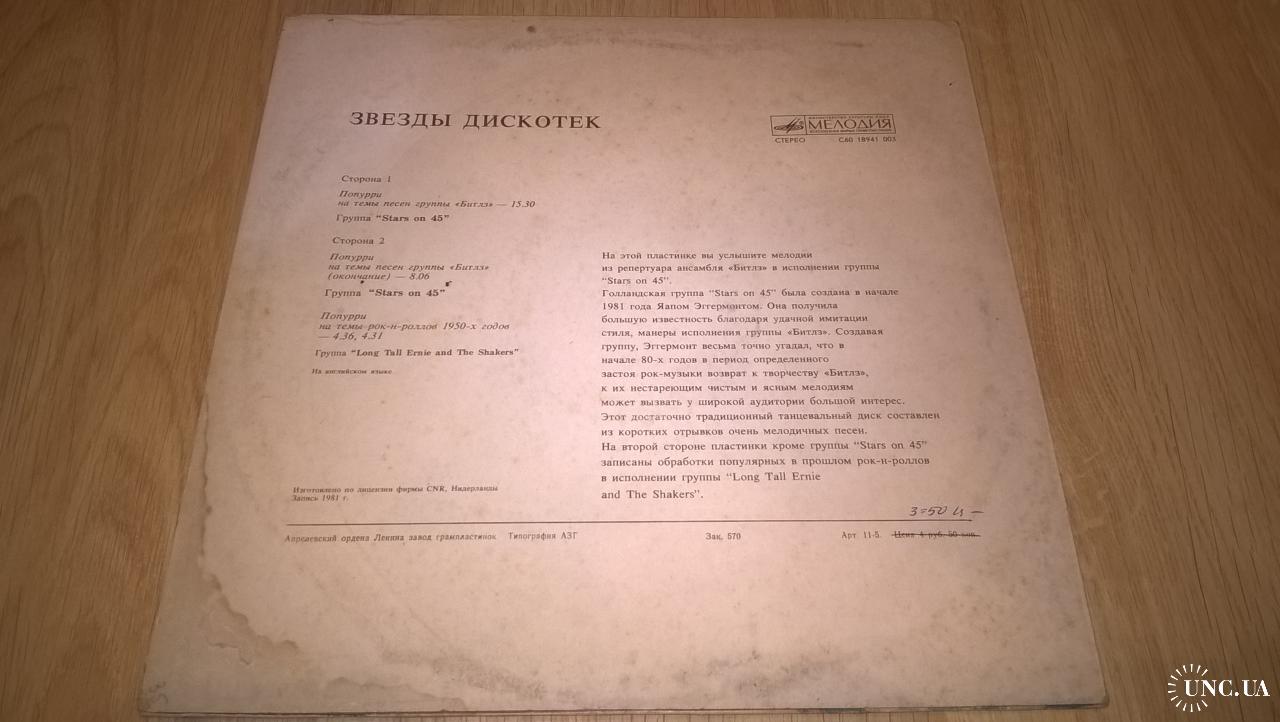 ЗВЕЗДЫ ДИСКОТЕК
МЕЛОДИЯ
СТЕРЕО С60 18941 003
Сторона 1
Попурри
на темы песен группы «Битлз» — 15.30
Группа "Stars on 45"
Сторона 2
Попурри
на темы песен группы «Битлз»
(окончание) — 8.06
Группа "Stars on 45"
Попурри
на темы рок-н-роллов 1950-х годов
— 4.36, 4.31
Группа "Long Tall Ernie and The Shakers"
На английском языке
На этой пластинке вы услышите мелодии
из репертуара ансамбля «Битлз» в исполнении группы
"Stars on 45".
Голландская группа "Stars on 45" была создана в начале
1981 года Яапом Эггермонтом. Она получила
большую известность благодаря удачной имитации
стиля, манеры исполнения группы «Битлз». Создавая
группу, Эггермонт весьма точно угадал, что в
начале 80-х годов в период определенного
застоя рок-музыки возврат к творчеству «Битлз»,
к их нестареющим чистым и ясным мелодиям
может вызвать у широкой аудитории большой интерес.
Этот достаточно традиционный танцевальный диск составлен
из коротких отрывков очень мелодичных песен.
На второй стороне пластинки кроме группы "Stars on 45"
записаны обработки популярных в прошлом рок-н-роллов
в исполнении группы "Long Tall Ernie
and The Shakers".
Изготовлено по лицензии фирмы CNR, Нидерланды
Запись 1981 г.
3=50
Апрелевский ордена Ленина завод грампластинок Типография АЗГ Зак. 570 Арт 11-5. Цена 4 руб. 50 коп.
UNC.UA